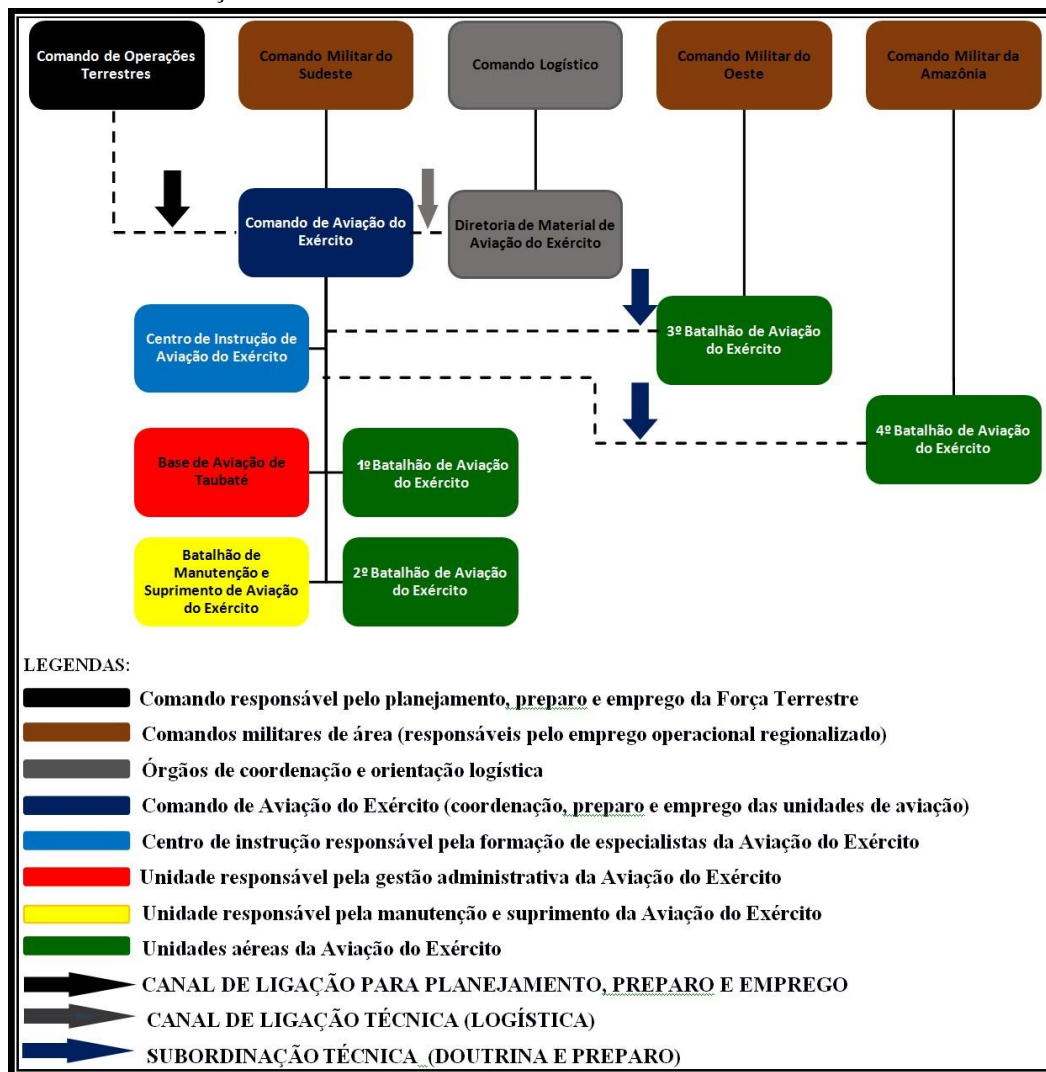 Comando de Operações
Terrestres
Comando Militar do
Sudeste
Comando Logístico
Comando Militar do
Oeste
Comando Militar da
Amazônia
Comando de Aviação do
Exército
Diretoria de Material de
Aviação do Exército
Centro de Instrução de
Aviação do Exército
3º Batalhão de Aviação
do Exército
Base de Aviação de
Taubaté
1º Batalhão de Aviação
do Exército
4º Batalhão de Aviação
do Exército
Batalhão de
Manutenção e
Suprimento de Aviação
do Exército
2º Batalhão de Aviação
do Exército
LEGENDAS:
Comando responsável pelo planejamento, preparo e emprego da Força Terrestre
Comandos militares de área (responsáveis pelo emprego operacional regionalizado)
Órgãos de coordenação e orientação logística
Comando de Aviação do Exército (coordenação, preparo e emprego das unidades de aviação)
Centro de instrução responsável pela formação de especialistas da Aviação do Exército
Unidade responsável pela gestão administrativa da Aviação do Exército
Unidade responsável pela manutenção e suprimento da Aviação do Exército
Unidades aéreas da Aviação do Exército
CANAL DE LIGAÇÃO PARA PLANEJAMENTO, PREPARO E EMPREGO
CANAL DE LIGAÇÃO TÉCNICA (LOGÍSTICA)
SUBORDINAÇÃO TÉCNICA (DOUTRINA E PREPARO)